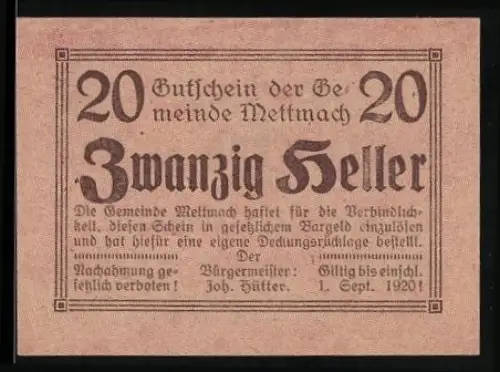 20 Gutschein der Ge- 20
meinde Mettmach
Zwanzig Heller
Die Gemeinde Mettmach haftet für die Verbindlich-
keit, diesen Schein in gesetzlichem Bargeld einzulösen
und hat hiefür eine eigene Deckungsrücklage bestellt.
Der
Nachahmung ge- Bürgermeister: Giltig bis einschl.
setzlich verboten! Joh. Hütter. 1. Sept. 1920!